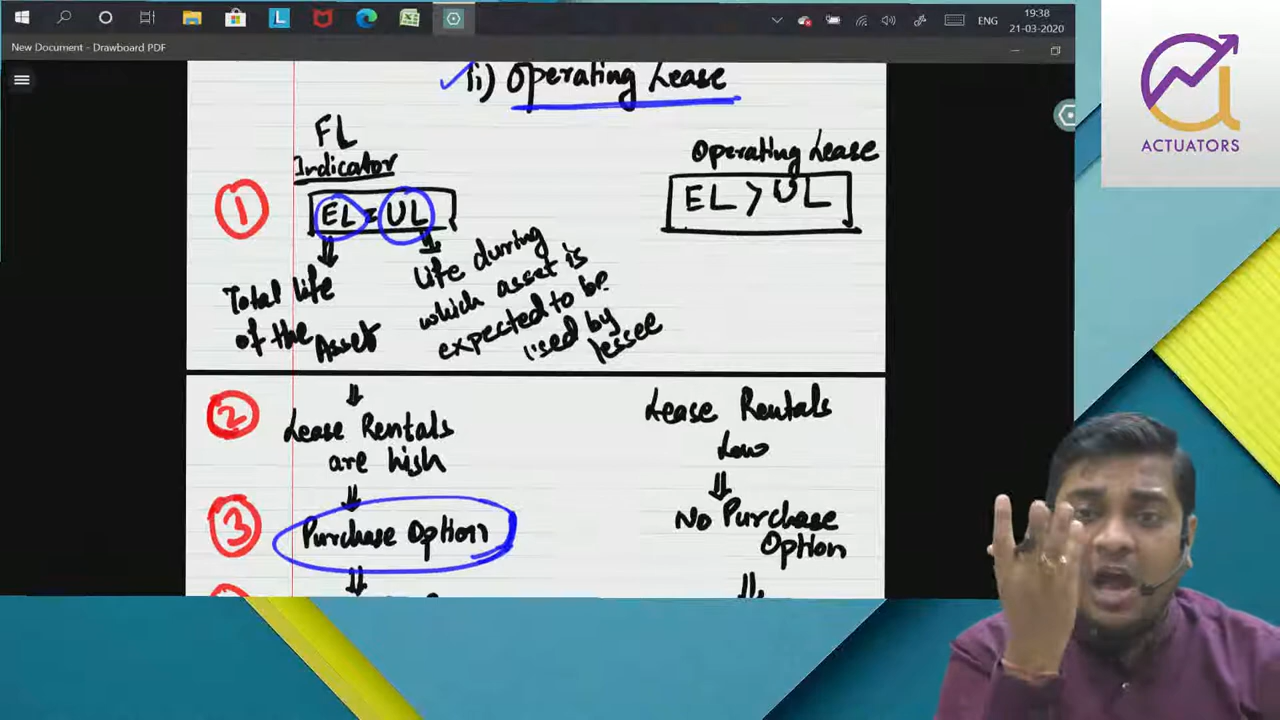 19:38
ENG
21-03-2020
New Document - Drawboard PDF
ACTUATORS
ii) Operating Lease
FL
Indicator
Operating Lease
1
EL = UL
EL > UL
Total life
of the Asset
Life during
which asset is
expected to be
used by
lessee
2
Lease Rentals
are high
Lease Rentals
Low
3
Purchase Option
No Purchase
Option